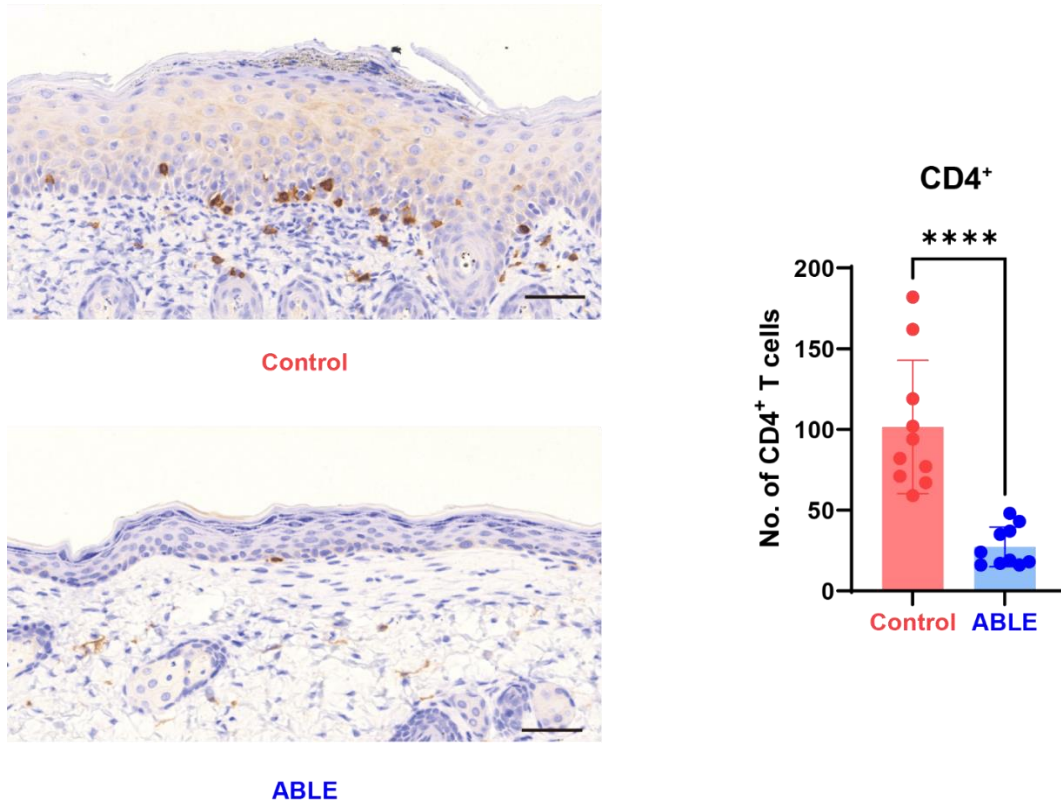 Control
ABLE
CD4⁺
****
No. of CD4⁺ T cells
200
150
100
50
0
Control ABLE